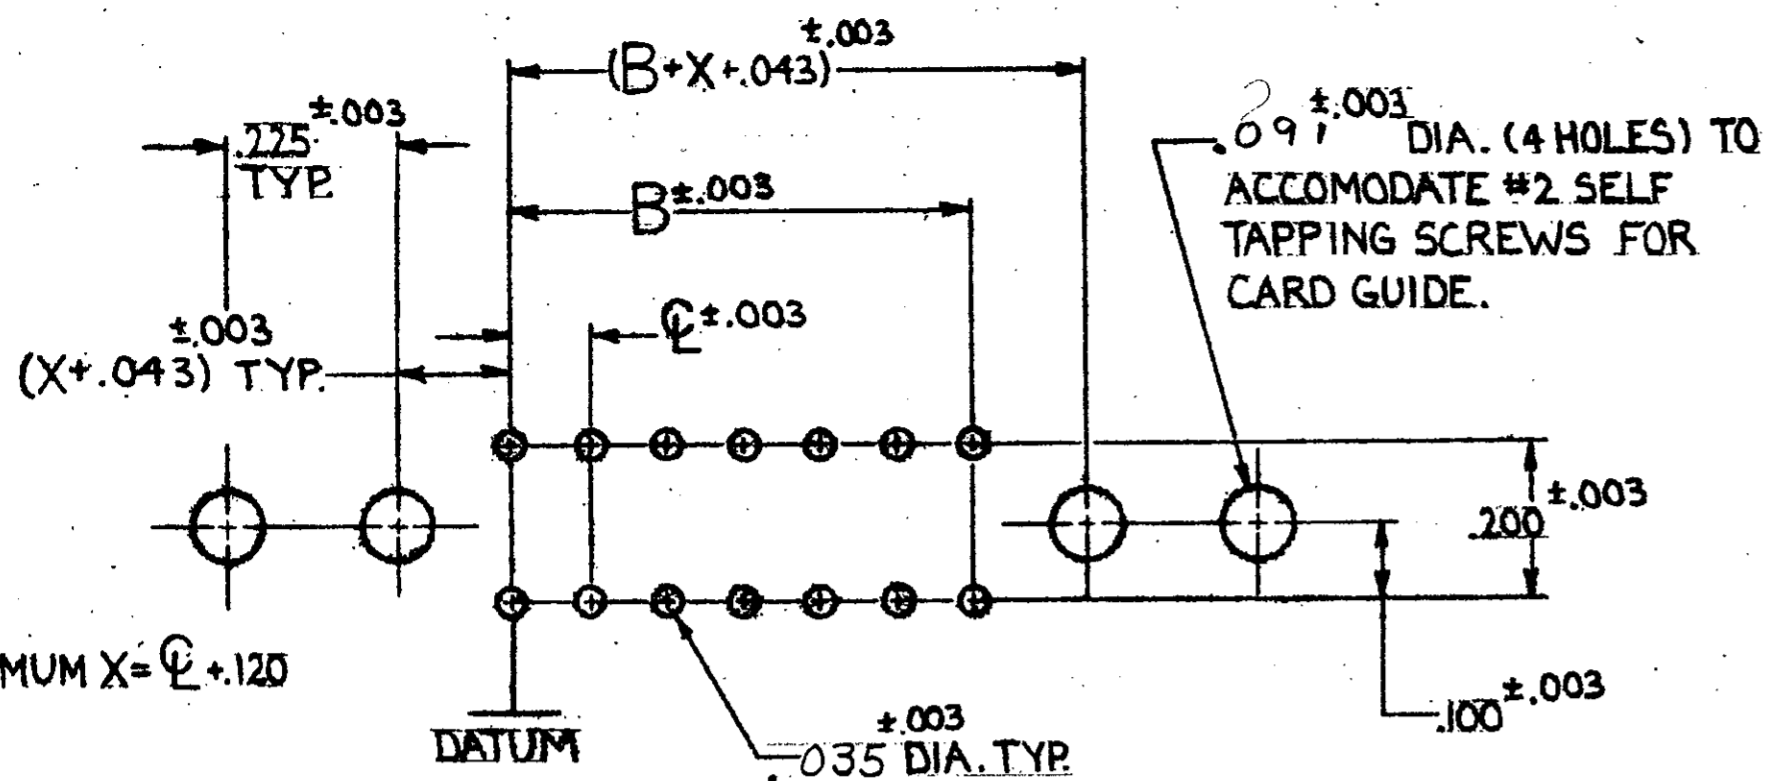 (B+X+.043)±.003
.225±.003
TYP.
B±.003
℄±.003
(X+.043)±.003 TYP.
±.003 DIA. (4 HOLES) TO
ACCOMODATE #2 SELF
TAPPING SCREWS FOR
CARD GUIDE.
.200±.003
.100±.003
MUM X=℄+.120
DATUM
.035±.003 DIA. TYP.